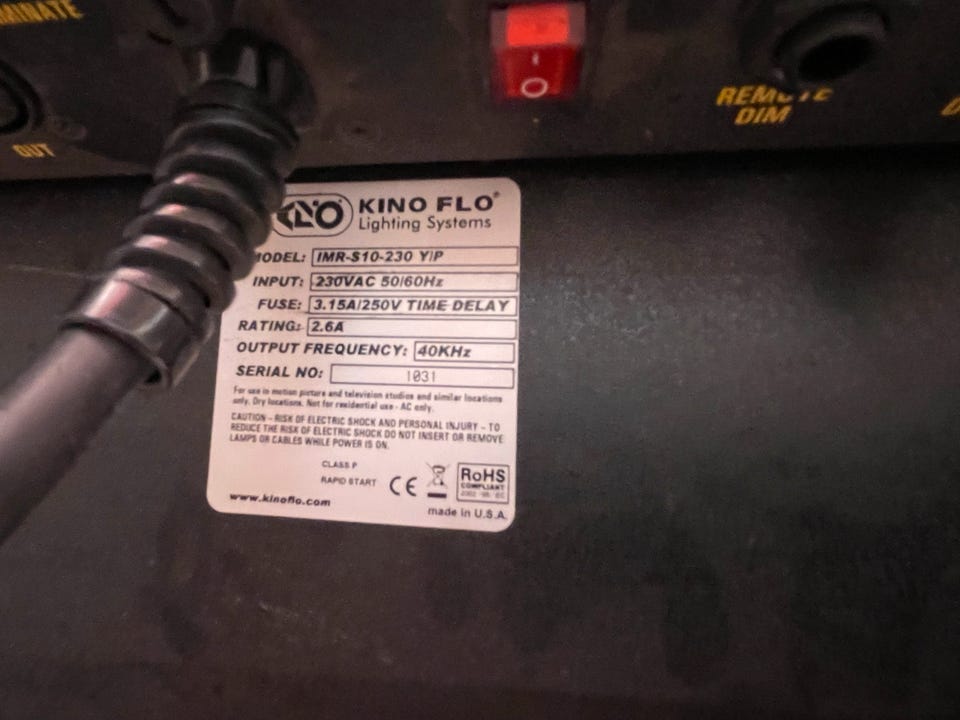 OUT
REMOTE
DIM
KINO FLO®
Lighting Systems
MODEL: IMR-S10-230 Y/P
INPUT: 230VAC 50/60Hz
FUSE: 3.15A/250V TIME DELAY
RATING: 2.6A
OUTPUT FREQUENCY: 40KHz
SERIAL NO: 1031
For use in motion picture and television studios and similar locations
only. Dry locations. Not for residential use - AC only.
CAUTION - RISK OF ELECTRIC SHOCK AND PERSONAL INJURY - TO
REDUCE THE RISK OF ELECTRIC SHOCK DO NOT INSERT OR REMOVE
LAMPS OR CABLES WHILE POWER IS ON.
CLASS P
RAPID START
CE
RoHS
COMPLIANT
2002/95/EC
www.kinoflo.com
made in U.S.A.